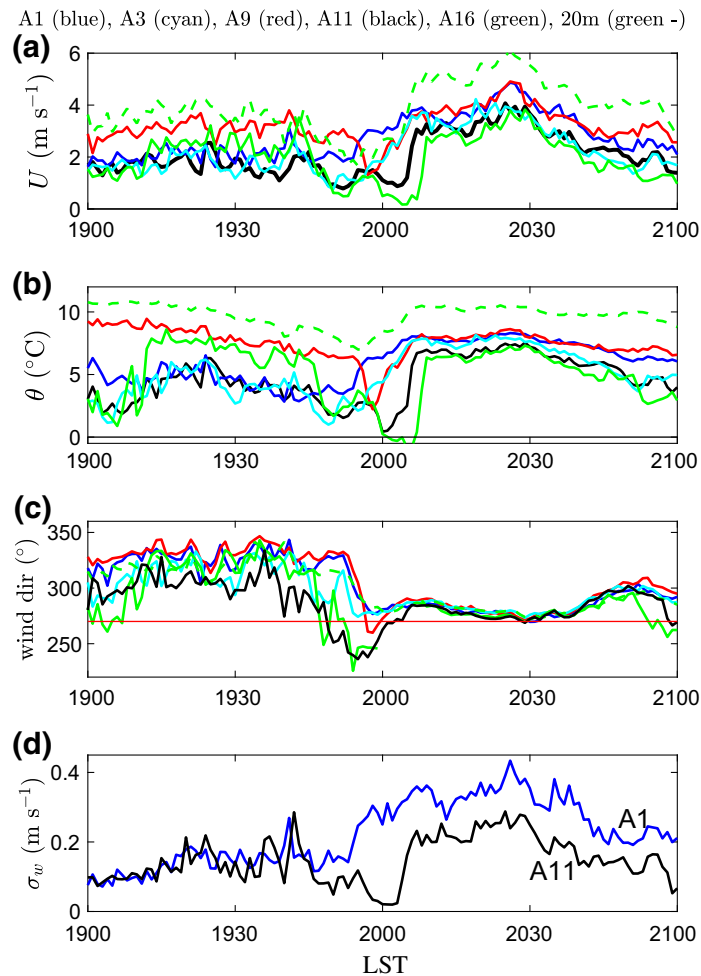 A1 (blue), A3 (cyan), A9 (red), A11 (black), A16 (green), 20m (green -)
(a)
U (m s⁻¹)
6
4
2
0
1900 1930 2000 2030 2100
(b)
θ (°C)
10
5
0
1900 1930 2000 2030 2100
(c)
wind dir (°)
350
300
250
1900 1930 2000 2030 2100
(d)
σ_w (m s⁻¹)
0.4
0.2
0
A1
A11
1900 1930 2000 2030 2100
LST